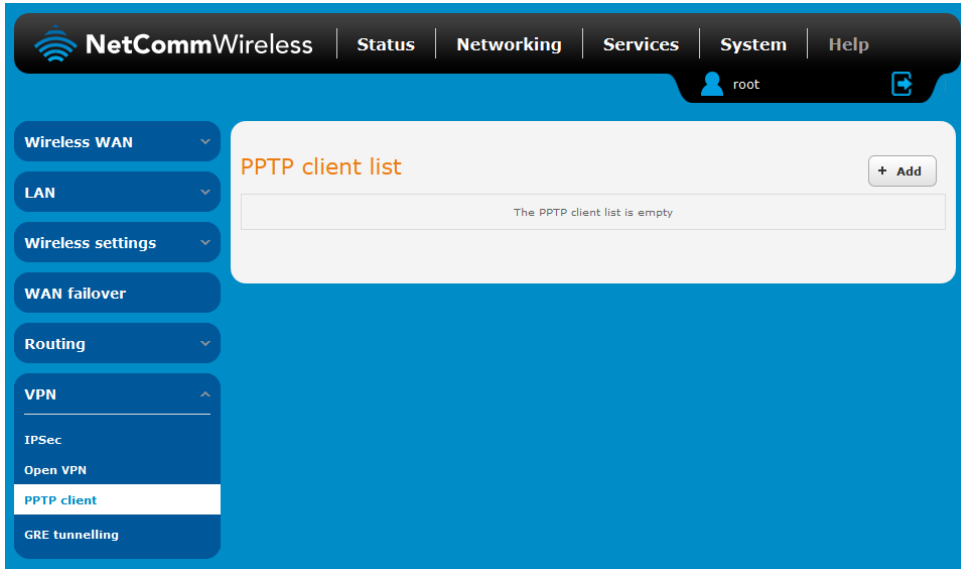 NetCommWireless Status Networking Services System Help
root
Wireless WAN
LAN
Wireless settings
WAN failover
Routing
VPN
IPSec
Open VPN
PPTP client
GRE tunnelling
PPTP client list
+ Add
The PPTP client list is empty